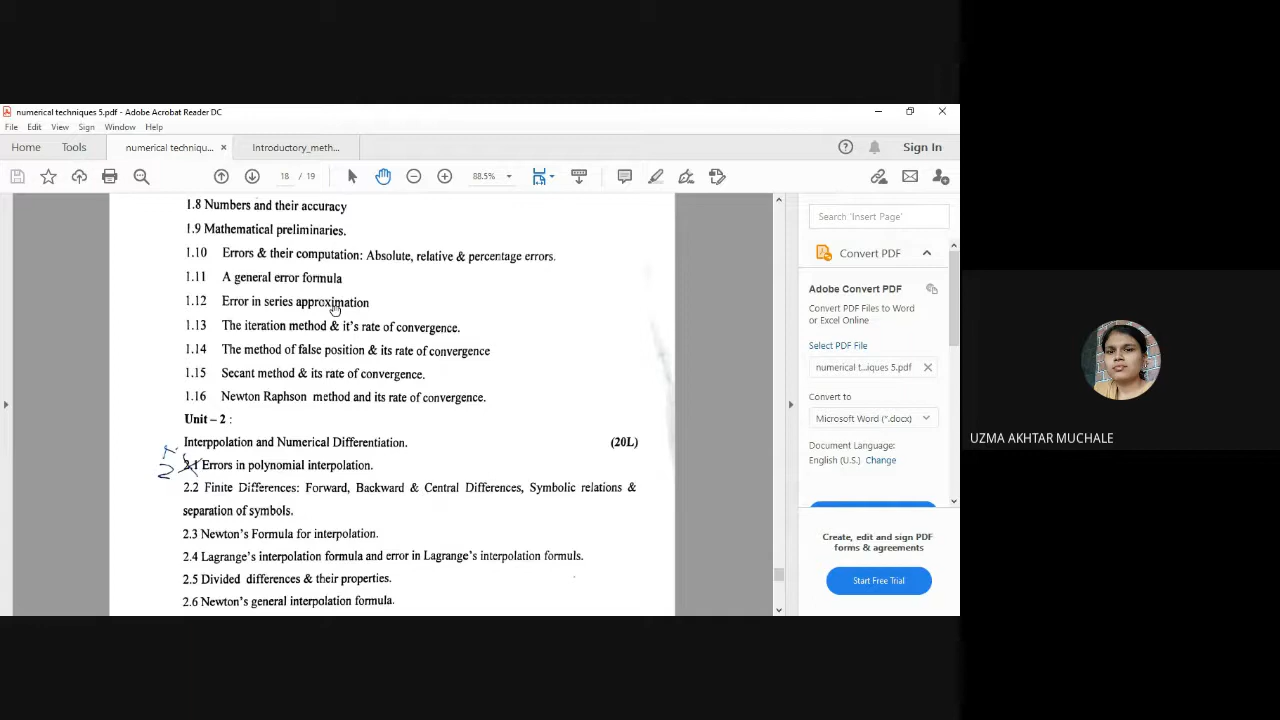 numerical techniques 5.pdf - Adobe Acrobat Reader DC
File Edit View Sign Window Help
Home Tools numerical techniqu... × Introductory_meth... Sign In
18 / 19 88.5%
1.8 Numbers and their accuracy
1.9 Mathematical preliminaries.
1.10 Errors & their computation: Absolute, relative & percentage errors.
1.11 A general error formula
1.12 Error in series approximation
1.13 The iteration method & it's rate of convergence.
1.14 The method of false position & its rate of convergence
1.15 Secant method & its rate of convergence.
1.16 Newton Raphson method and its rate of convergence.
Unit – 2 :
Interppolation and Numerical Differentiation. (20L)
2.1 Errors in polynomial interpolation.
2.2 Finite Differences: Forward, Backward & Central Differences, Symbolic relations &
separation of symbols.
2.3 Newton's Formula for interpolation.
2.4 Lagrange's interpolation formula and error in Lagrange's interpolation formuls.
2.5 Divided differences & their properties.
2.6 Newton's general interpolation formula.
Search 'Insert Page'
Convert PDF
Adobe Convert PDF
Convert PDF Files to Word
or Excel Online
Select PDF File
numerical t...iques 5.pdf ×
Convert to
Microsoft Word (*.docx)
Document Language:
English (U.S.) Change
Create, edit and sign PDF
forms & agreements
Start Free Trial
UZMA AKHTAR MUCHALE